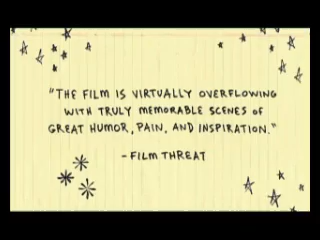 "THE FILM IS VIRTUALLY OVERFLOWING
WITH TRULY MEMORABLE SCENES OF
GREAT HUMOR, PAIN, AND INSPIRATION."
-FILM THREAT